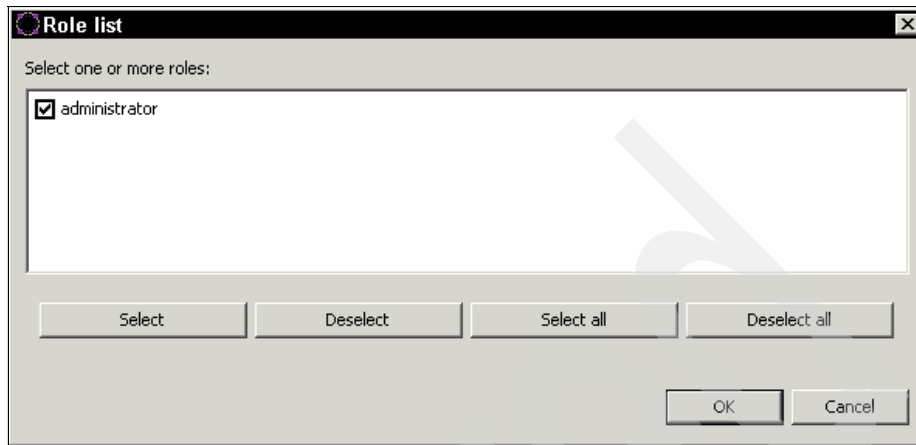 Role list
Select one or more roles:
administrator
Select Deselect Select all Deselect all
OK Cancel